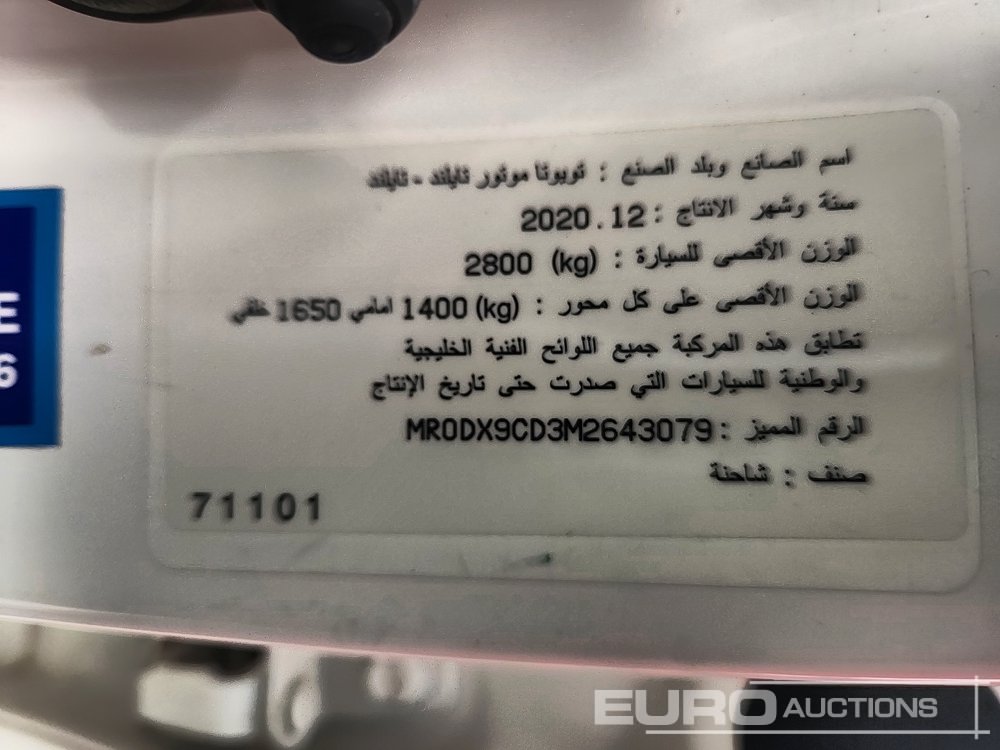 اسم الصانع وبلد الصنع : تويوتا موتور تايلند - تايلند
سنة وشهر الانتاج : 2020.12
الوزن الأقصى للسيارة : (kg) 2800
الوزن الأقصى على كل محور : (kg) 1400 امامي 1650 خلفي
تطابق هذه المركبة جميع اللوائح الفنية الخليجية
والوطنية للسيارات التي صدرت حتى تاريخ الإنتاج
الرقم المميز : MR0DX9CD3M2643079
صنف : شاحنة
71101
E
6
EURO AUCTIONS